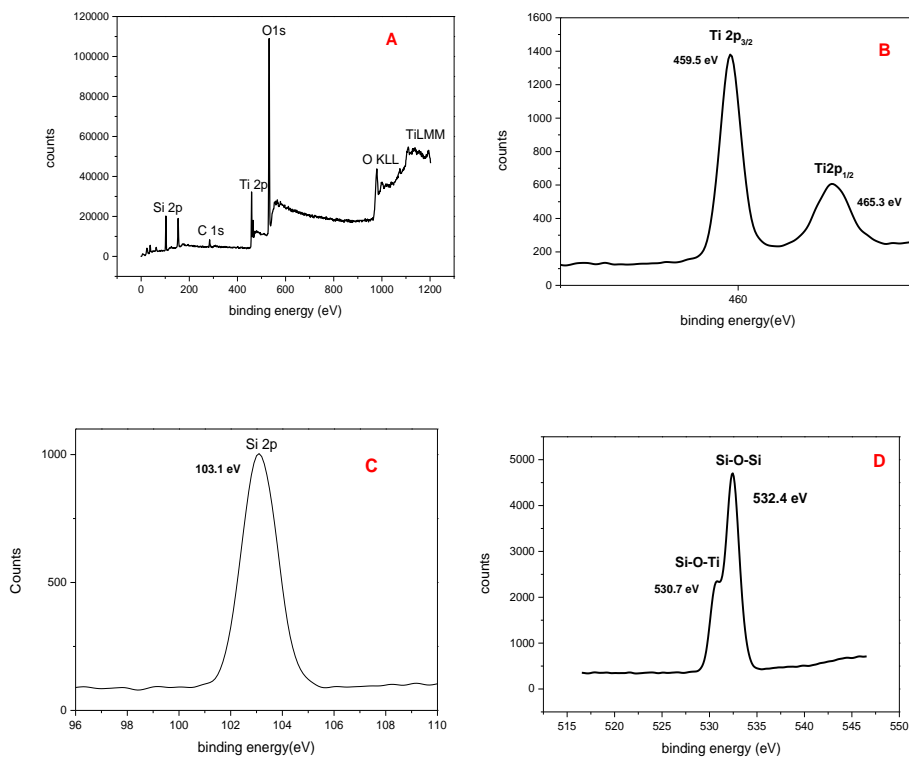 A
O1s
TiLMM
O KLL
Ti 2p
Si 2p
C 1s
120000
100000
80000
60000
40000
20000
0
0 200 400 600 800 1000 1200
counts
binding energy (eV)
B
Ti 2p3/2
459.5 eV
Ti2p1/2
465.3 eV
1600
1400
1200
1000
800
600
400
200
0
460
counts
binding energy(eV)
C
Si 2p
103.1 eV
1000
500
0
96 98 100 102 104 106 108 110
Counts
binding energy(eV)
D
Si-O-Si
532.4 eV
Si-O-Ti
530.7 eV
5000
4000
3000
2000
1000
0
515 520 525 530 535 540 545 550
counts
binding energy (eV)